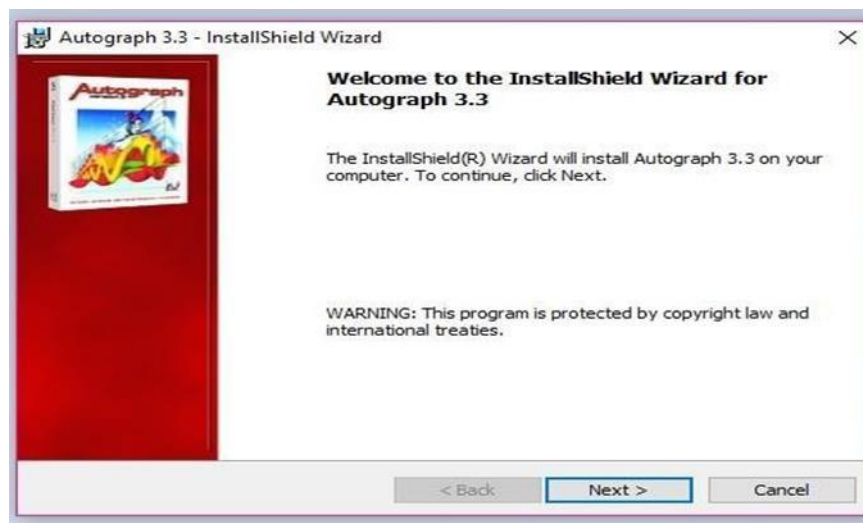 Autograph 3.3 - InstallShield Wizard
Autograph
Welcome to the InstallShield Wizard for
Autograph 3.3
The InstallShield(R) Wizard will install Autograph 3.3 on your
computer. To continue, click Next.
WARNING: This program is protected by copyright law and
international treaties.
< Back
Next >
Cancel